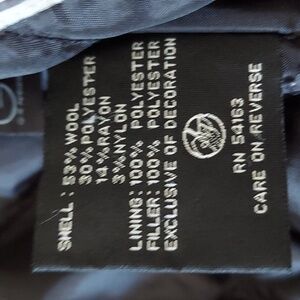 SHELL: 53% WOOL
30% POLYESTER
14% RAYON
3% NYLON
LINING: 100% POLYESTER
FILLER: 100% POLYESTER
EXCLUSIVE OF DECORATION
RN 54163
CARE ON REVERSE